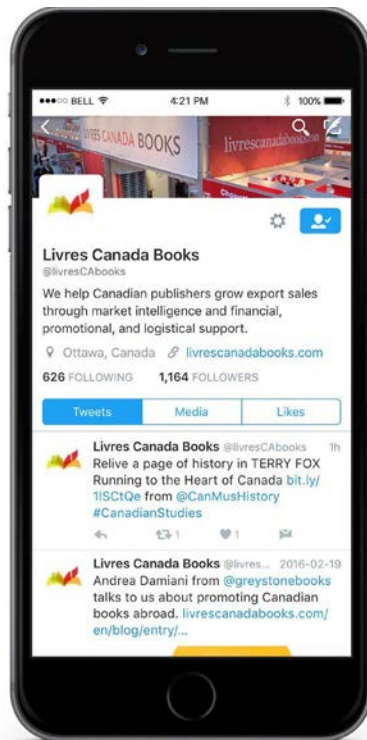 BELL 4:21 PM 100%
LIVRES CANADA BOOKS livrescanadabooks.com
Livres Canada Books
@livresCAbooks
We help Canadian publishers grow export sales
through market intelligence and financial,
promotional, and logistical support.
Ottawa, Canada livrescanadabooks.com
626 FOLLOWING 1,164 FOLLOWERS
Tweets Media Likes
Livres Canada Books @livresCAbooks 1h
Relive a page of history in TERRY FOX
Running to the Heart of Canada bit.ly/
1lSCtQe from @CanMusHistory
#CanadianStudies
1 1
Livres Canada Books @livres... 2016-02-19
Andrea Damiani from @greystonebooks
talks to us about promoting Canadian
books abroad. livrescanadabooks.com/
en/blog/entry/...